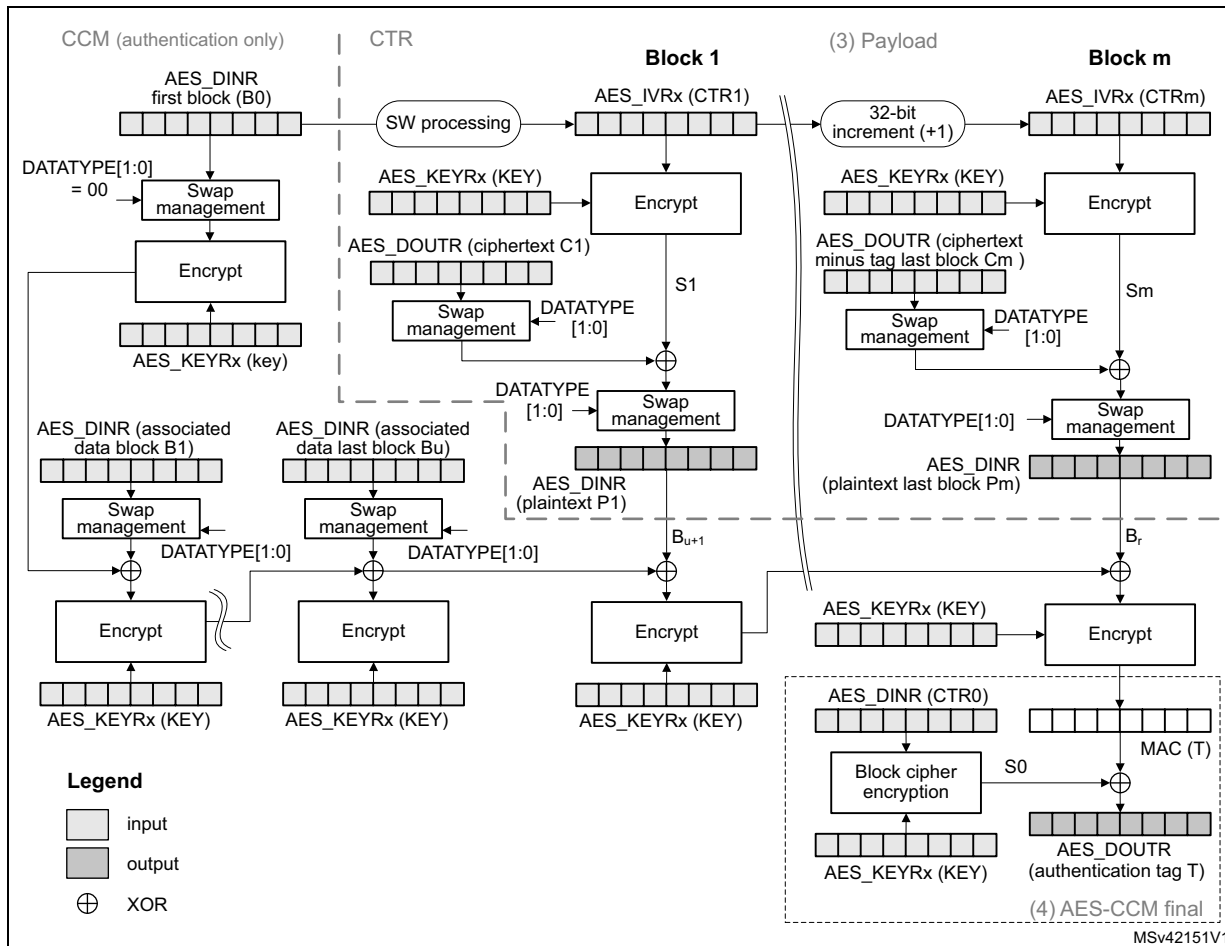 CCM (authentication only)
CTR
(3) Payload
Block 1
Block m
AES_DINR
first block (B0)
AES_IVRx (CTR1)
AES_IVRx (CTRm)
SW processing
32-bit
increment (+1)
DATATYPE[1:0]
= 00
Swap
management
AES_KEYRx (KEY)
Encrypt
AES_KEYRx (KEY)
Encrypt
Encrypt
AES_DOUTR (ciphertext C1)
AES_DOUTR (ciphertext
minus tag last block Cm )
S1
Sm
Swap
management
DATATYPE
[1:0]
Swap
management
DATATYPE
[1:0]
AES_KEYRx (key)
DATATYPE
[1:0]
Swap
management
DATATYPE[1:0]
Swap
management
AES_DINR (associated
data block B1)
AES_DINR (associated
data last block Bu)
AES_DINR
(plaintext P1)
AES_DINR
(plaintext last block Pm)
Swap
management
DATATYPE[1:0]
Swap
management
DATATYPE[1:0]
Bu+1
Br
Encrypt
Encrypt
Encrypt
AES_KEYRx (KEY)
Encrypt
AES_KEYRx (KEY)
AES_KEYRx (KEY)
AES_KEYRx (KEY)
AES_DINR (CTR0)
MAC (T)
Block cipher
encryption
S0
AES_KEYRx (KEY)
AES_DOUTR
(authentication tag T)
(4) AES-CCM final
Legend
input
output
XOR
MSv42151V1